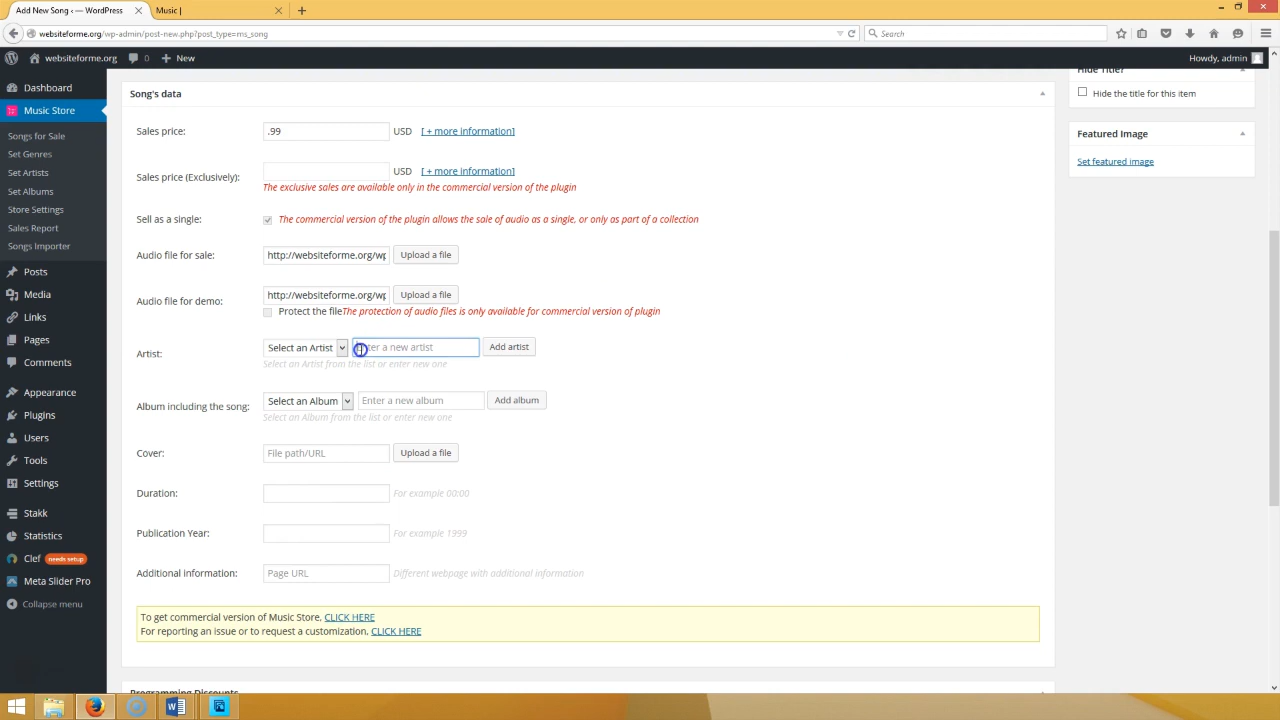 Add New Song ‹ — WordPress
Music |
websiteforme.org/wp-admin/post-new.php?post_type=ms_song
Search
websiteforme.org
0
New
Howdy, admin
Dashboard
Music Store
Songs for Sale
Set Genres
Set Artists
Set Albums
Store Settings
Sales Report
Songs Importer
Posts
Media
Links
Pages
Comments
Appearance
Plugins
Users
Tools
Settings
Stakk
Statistics
Clef needs setup
Meta Slider Pro
Collapse menu
Song's data
Sales price: .99 USD [ + more information]
Sales price (Exclusively): USD [ + more information]
The exclusive sales are available only in the commercial version of the plugin
Sell as a single: The commercial version of the plugin allows the sale of audio as a single, or only as part of a collection
Audio file for sale: http://websiteforme.org/wp Upload a file
Audio file for demo: http://websiteforme.org/wp Upload a file
Protect the fileThe protection of audio files is only available for commercial version of plugin
Artist: Select an Artist Enter a new artist Add artist
Select an Artist from the list or enter new one
Album including the song: Select an Album Enter a new album Add album
Select an Album from the list or enter new one
Cover: File path/URL Upload a file
Duration: For example 00:00
Publication Year: For example 1999
Additional information: Page URL Different webpage with additional information
To get commercial version of Music Store, CLICK HERE
For reporting an issue or to request a customization, CLICK HERE
Programming Discounts
Hide Title?
Hide the title for this item
Featured Image
Set featured image